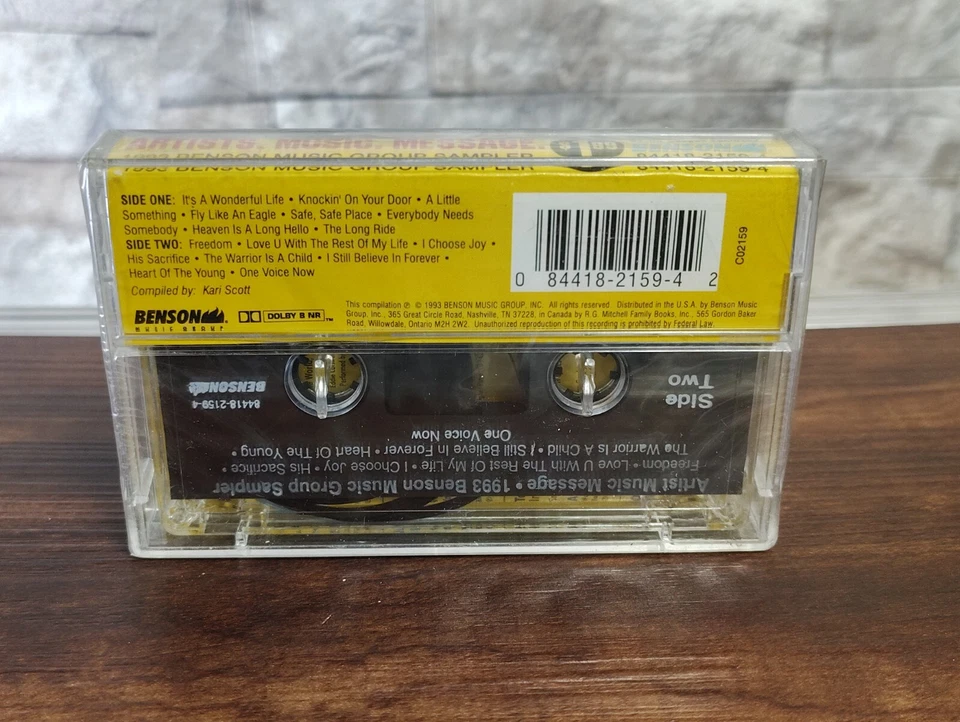 ARTISTS. MUSIC. MESSAGE.
1993 BENSON MUSIC GROUP SAMPLER
84418-2159-4
SIDE ONE: It's A Wonderful Life • Knockin' On Your Door • A Little
Something • Fly Like An Eagle • Safe, Safe Place • Everybody Needs
Somebody • Heaven Is A Long Hello • The Long Ride
SIDE TWO: Freedom • Love U With The Rest Of My Life • I Choose Joy •
His Sacrifice • The Warrior Is A Child • I Still Believe In Forever •
Heart Of The Young • One Voice Now
Compiled by: Kari Scott
0 84418-2159-4 2
C02159
BENSON
MUSIC GROUP
DOLBY B NR TM
This compilation ℗ © 1993 BENSON MUSIC GROUP, INC. All rights reserved. Distributed in the U.S.A. by Benson Music
Group, Inc., 365 Great Circle Road, Nashville, TN 37228, in Canada by R.G. Mitchell Family Books, Inc., 565 Gordon Baker
Road, Willowdale, Ontario M2H 2W2. Unauthorized reproduction of this recording is prohibited by Federal Law.
Artist Music Message • 1993 Benson Music Group Sampler
Freedom • Love U With The Rest Of My Life • I Choose Joy • His Sacrifice •
The Warrior Is A Child • I Still Believe In Forever • Heart Of The Young •
One Voice Now
Side
Two
84418-2159-4
BENSON